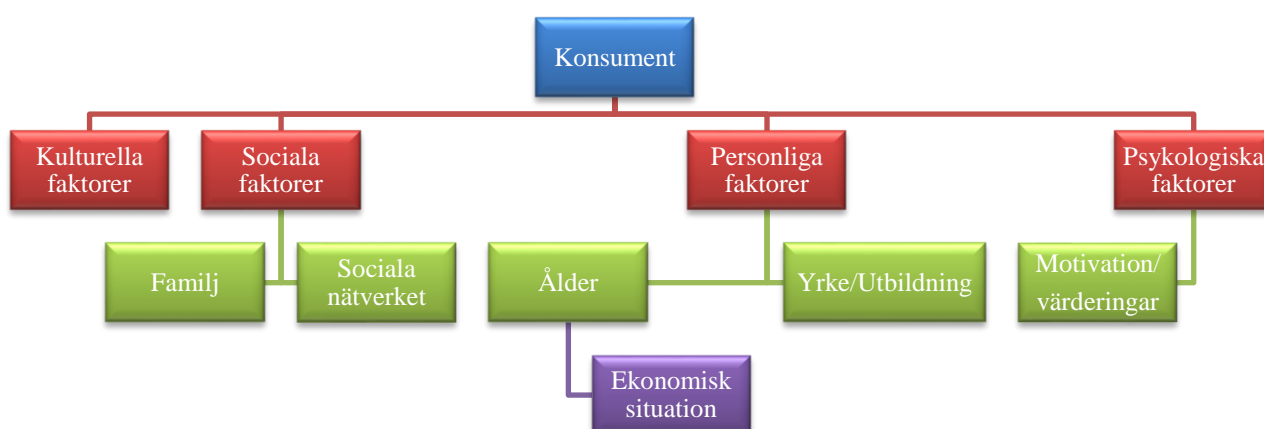 Konsument
Kulturella
faktorer
Sociala
faktorer
Personliga
faktorer
Psykologiska
faktorer
Familj
Sociala
nätverket
Ålder
Yrke/Utbildning
Motivation/
värderingar
Ekonomisk
situation